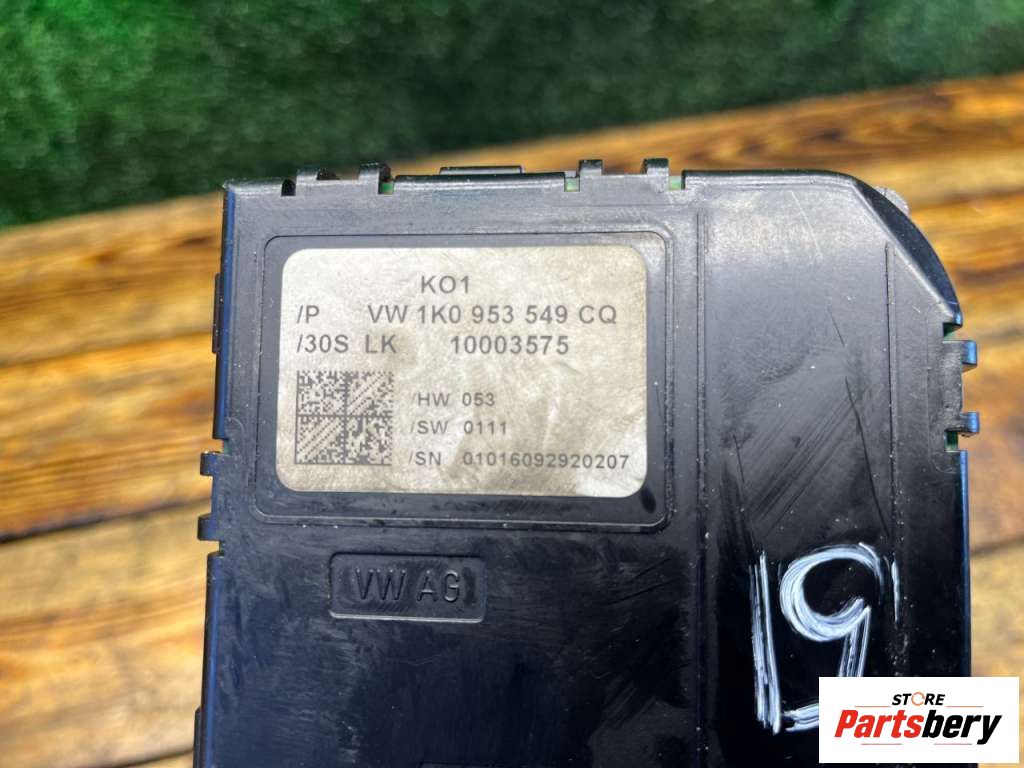 KO1
/P VW 1K0 953 549 CQ
/30S LK 10003575
/HW 053
/SW 0111
/SN 01016092920207
VW AG
19
STORE
Partsbery